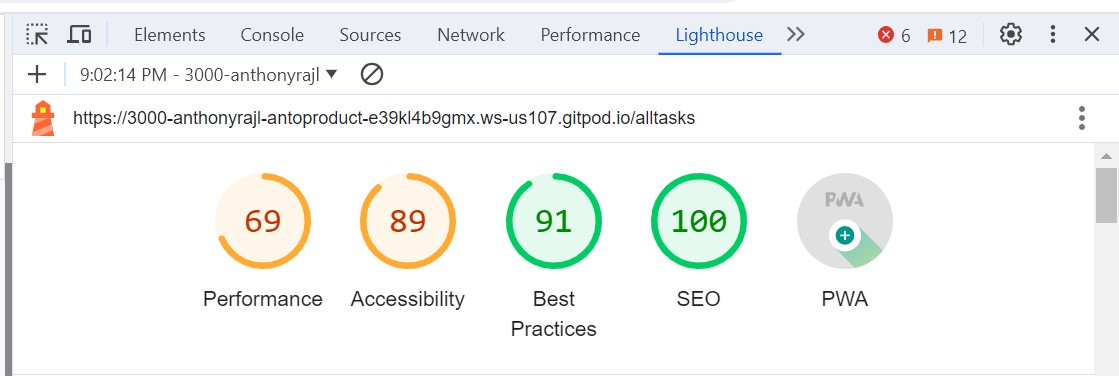 Elements Console Sources Network Performance Lighthouse 6 12
9:02:14 PM - 3000-anthonyrajl
https://3000-anthonyrajl-antoproduct-e39kl4b9gmx.ws-us107.gitpod.io/alltasks
69 89 91 100 PWA
Performance Accessibility Best SEO PWA
Practices